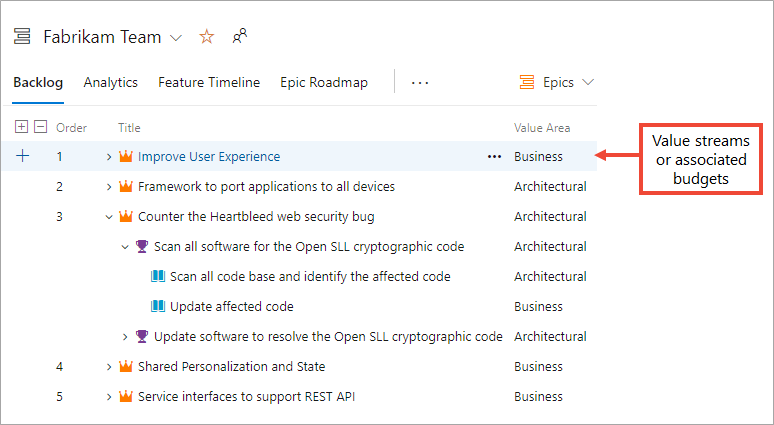 Fabrikam Team
Backlog Analytics Feature Timeline Epic Roadmap ... Epics
Order Title Value Area
1 Improve User Experience ... Business
2 Framework to port applications to all devices Architectural
3 Counter the Heartbleed web security bug Architectural
Scan all software for the Open SLL cryptographic code Architectural
Scan all code base and identify the affected code Architectural
Update affected code Business
Update software to resolve the Open SLL cryptographic code Architectural
4 Shared Personalization and State Business
5 Service interfaces to support REST API Business
Value streams
or associated
budgets